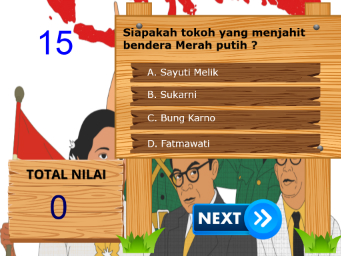 15
Siapakah tokoh yang menjahit
bendera Merah putih ?
A. Sayuti Melik
B. Sukarni
C. Bung Karno
D. Fatmawati
TOTAL NILAI
0
NEXT